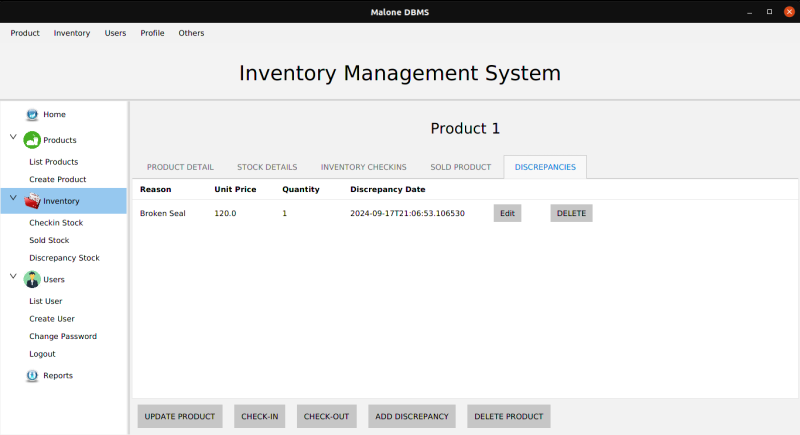 Malone DBMS
Product Inventory Users Profile Others
Inventory Management System
Home
Products
List Products
Create Product
Inventory
Checkin Stock
Sold Stock
Discrepancy Stock
Users
List User
Create User
Change Password
Logout
Reports
Product 1
PRODUCT DETAIL STOCK DETAILS INVENTORY CHECKINS SOLD PRODUCT DISCREPANCIES
Reason Unit Price Quantity Discrepancy Date
Broken Seal 120.0 1 2024-09-17T21:06:53.106530 Edit DELETE
UPDATE PRODUCT CHECK-IN CHECK-OUT ADD DISCREPANCY DELETE PRODUCT